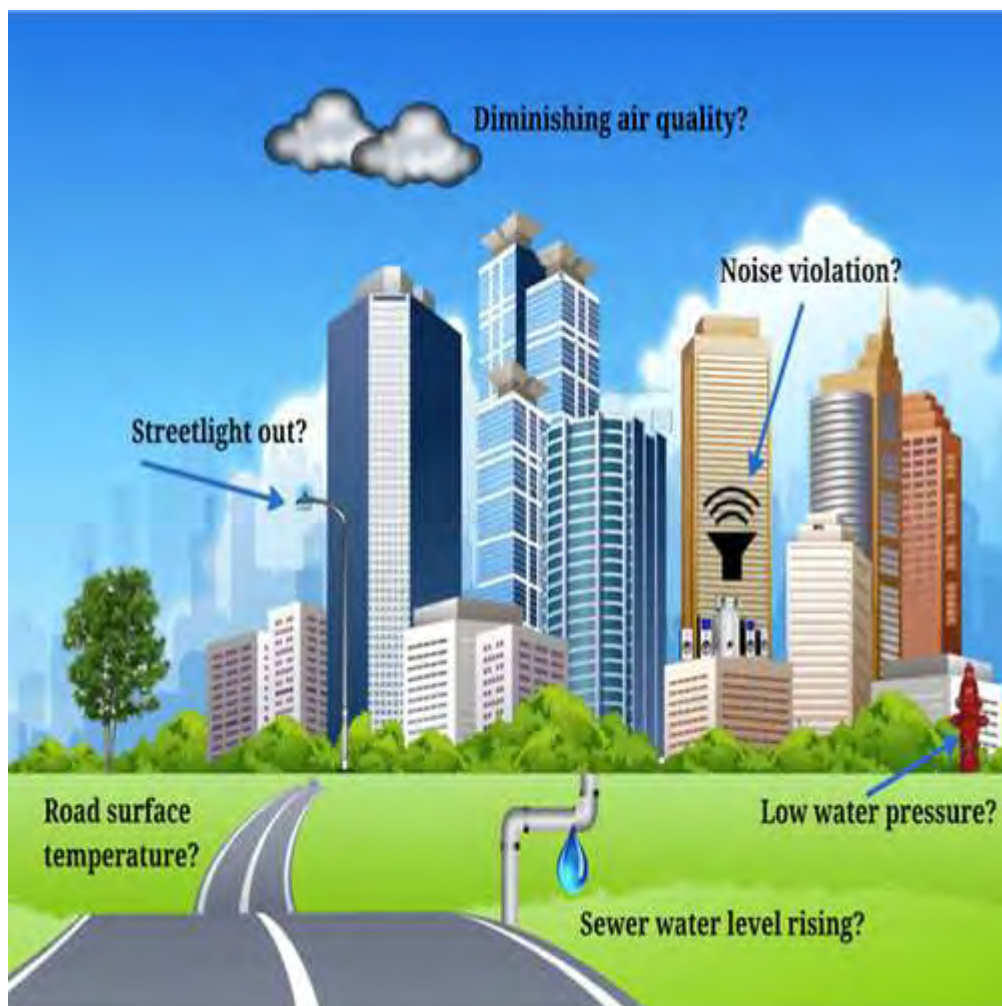 Diminishing air quality?
Noise violation?
Streetlight out?
Road surface
temperature?
Low water pressure?
Sewer water level rising?